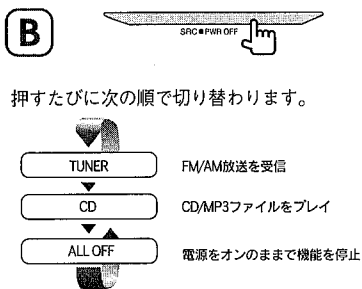 B
SRC ■ PWR OFF
押すたびに次の順で切り替わります。
TUNER FM/AM放送を受信
CD CD/MP3ファイルをプレイ
ALL OFF 電源をオンのままで機能を停止